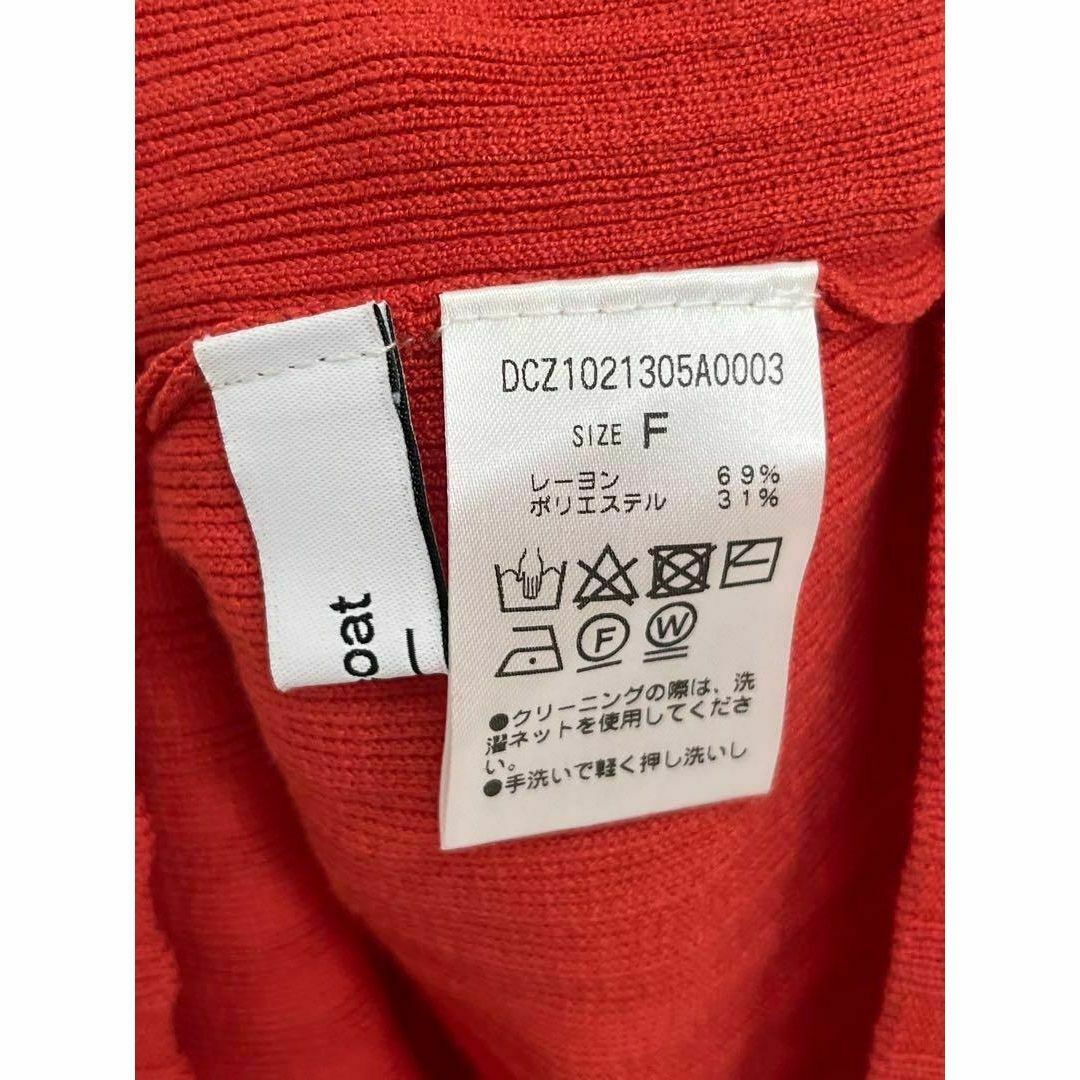 DCZ1021305A0003
SIZE F
レーヨン 69%
ポリエステル 31%
F W
●クリーニングの際は、洗
濯ネットを使用してくださ
い。
●手洗いで軽く押し洗いし
oat